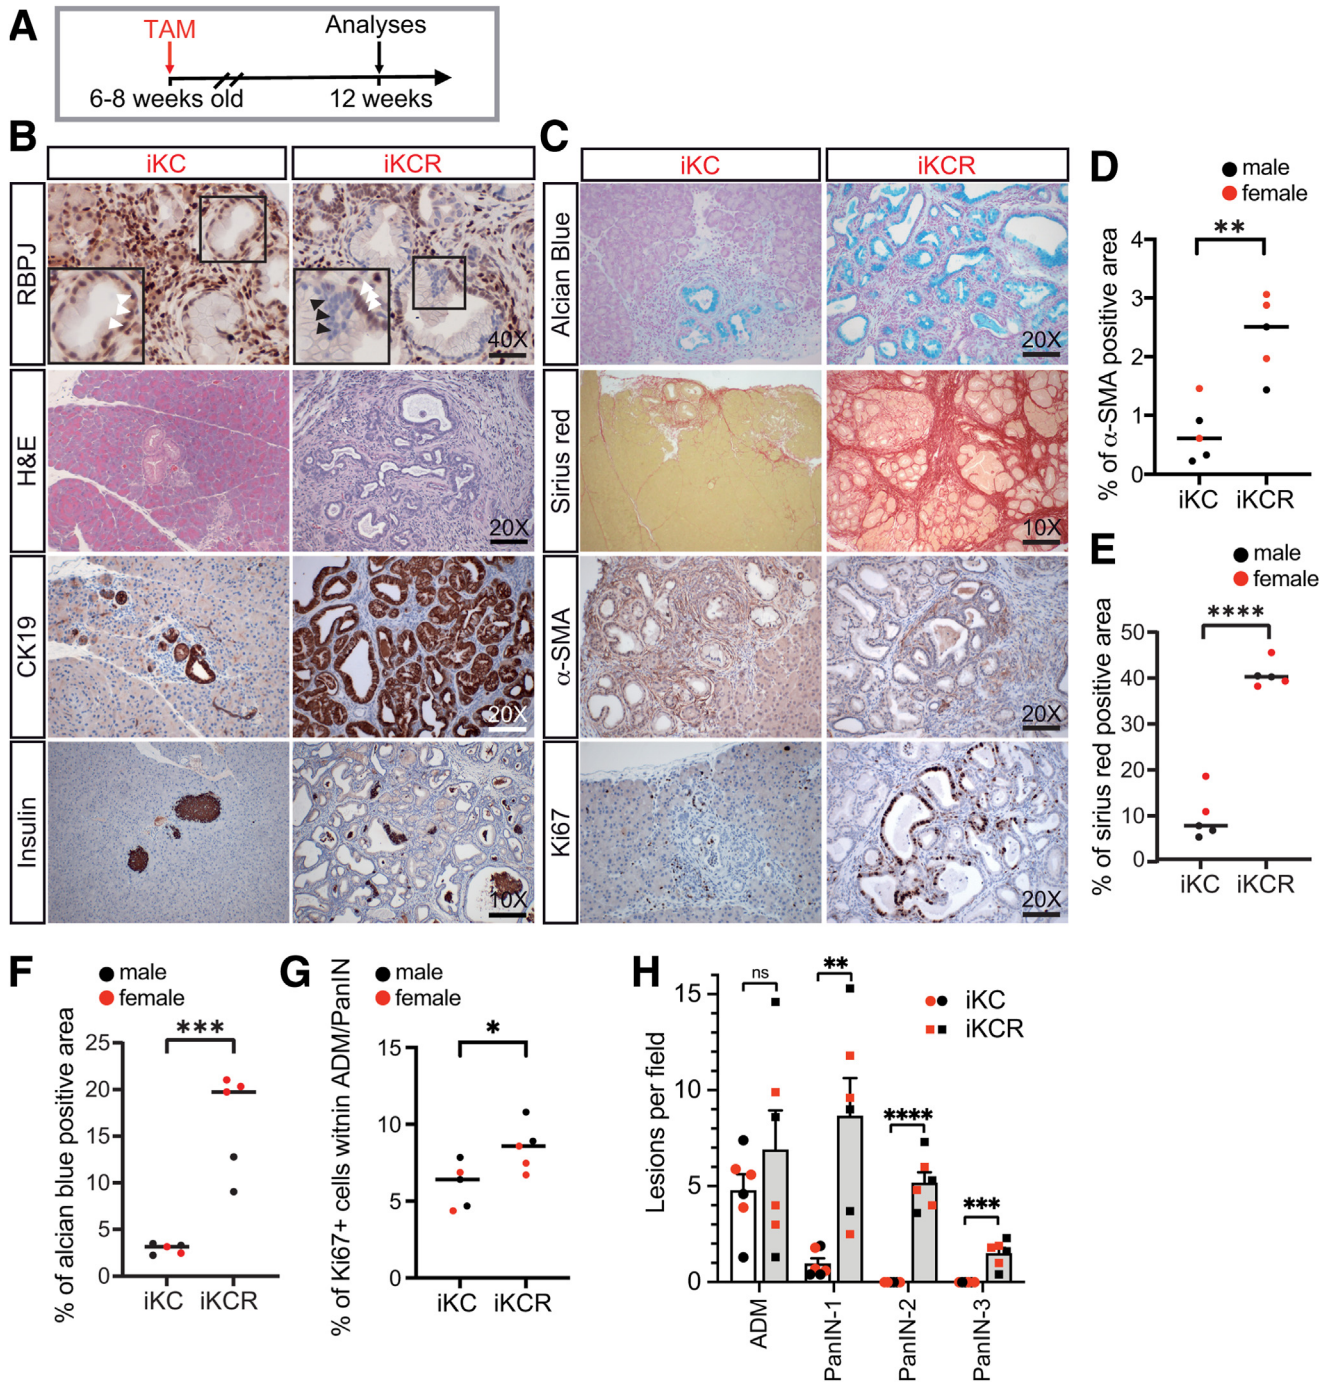 A
TAM
Analyses
6-8 weeks old
12 weeks
B
iKC
iKCR
RBPJ
40X
H&E
20X
CK19
20X
Insulin
10X
C
iKC
iKCR
Alcian Blue
20X
Sirius red
10X
α-SMA
20X
Ki67
20X
D
male
female
**
% of α-SMA positive area
4
3
2
1
0
iKC
iKCR
E
male
female
****
% of sirius red positive area
50
40
30
20
10
0
iKC
iKCR
F
male
female
***
% of alcian blue positive area
25
20
15
10
5
0
iKC
iKCR
G
male
female
*
% of Ki67+ cells witnin ADM/PanIN
15
10
5
0
iKC
iKCR
H
iKC
iKCR
ns
**
****
***
Lesions per field
15
10
5
0
ADM
PanIN-1
PanIN-2
PanIN-3